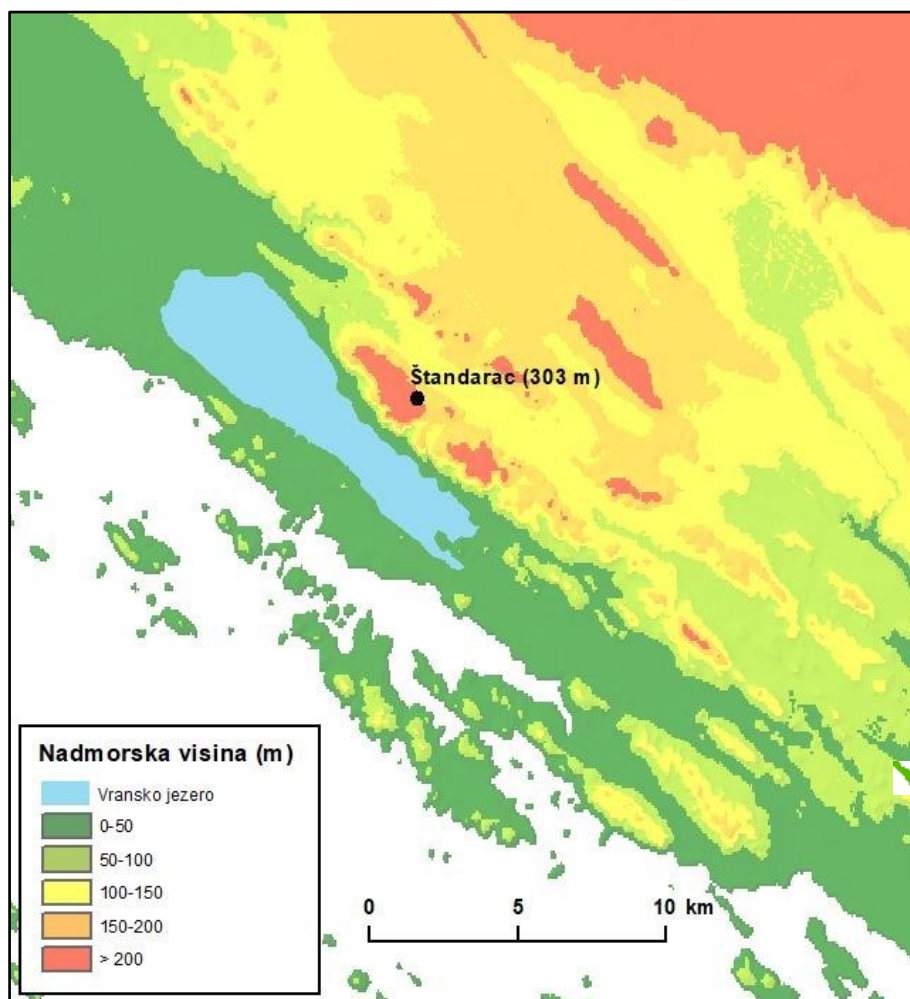 Štandarac (303 m)
Nadmorska visina (m)
Vransko jezero
0-50
50-100
100-150
150-200
> 200
0 5 10 km